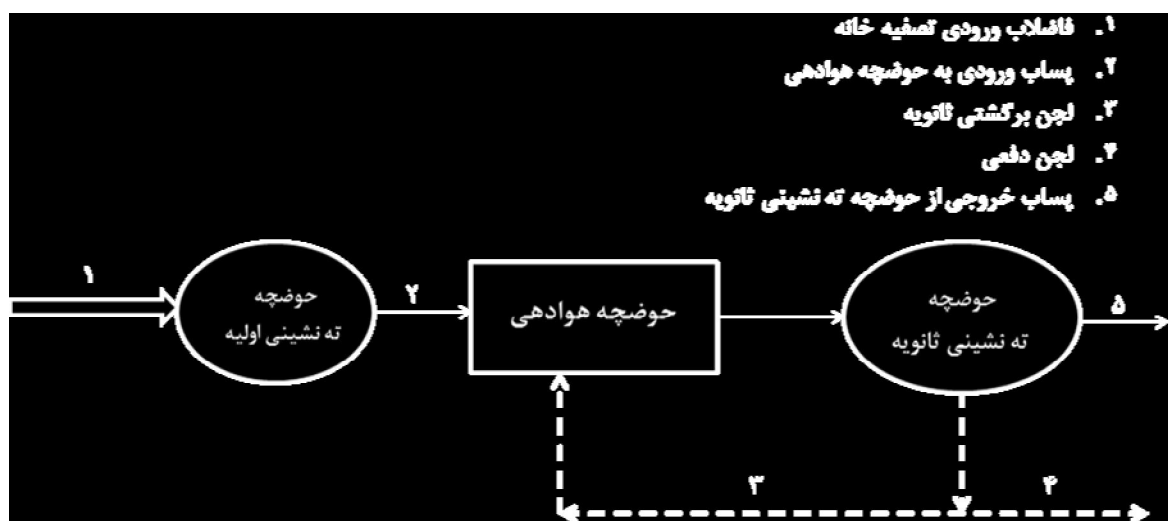 ۱. فاضلاب ورودی تصفیه خانه
۲. پساب ورودی به حوضچه هوادهی
۳. لجن برگشتی ثانویه
۴. لجن دفعی
۵. پساب خروجی از حوضچه ته نشینی ثانویه
۱
حوضچه
ته نشینی اولیه
۲
حوضچه هوادهی
حوضچه
ته نشینی ثانویه
۵
۳
۴